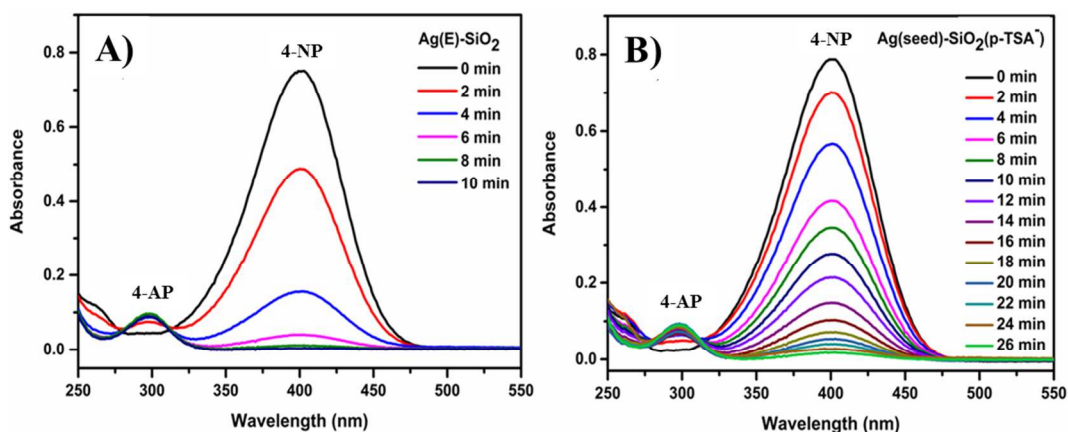 A)
Ag(E)-SiO₂
4-NP
0 min
2 min
4 min
6 min
8 min
10 min
4-AP
0.8
0.6
0.4
0.2
0.0
Absorbance
250 300 350 400 450 500 550
Wavelength (nm)
B)
Ag(seed)-SiO₂(p-TSA⁻)
4-NP
0 min
2 min
4 min
6 min
8 min
10 min
12 min
14 min
16 min
18 min
20 min
22 min
24 min
26 min
4-AP
0.8
0.6
0.4
0.2
0.0
Absorbance
250 300 350 400 450 500 550
Wavelength (nm)